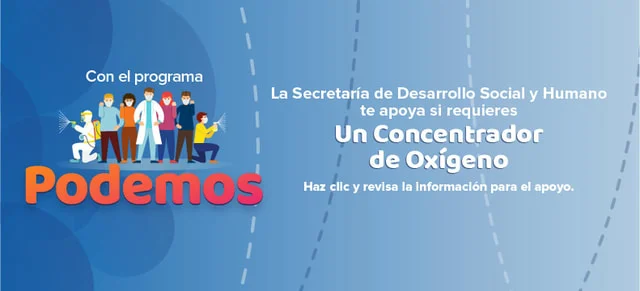 Con el programa
Podemos
La Secretaría de Desarrollo Social y Humano
te apoya si requieres
Un Concentrador
de Oxígeno
Haz clic y revisa la información para el apoyo.